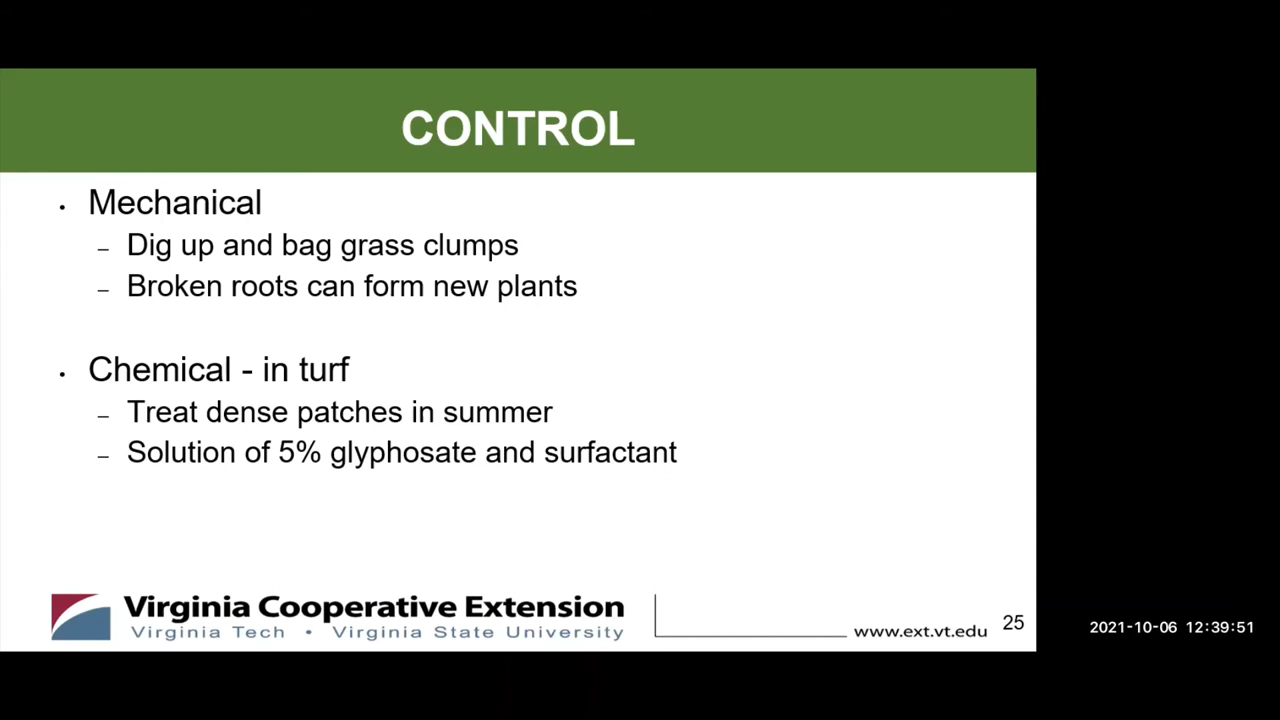 CONTROL
• Mechanical
– Dig up and bag grass clumps
– Broken roots can form new plants
• Chemical - in turf
– Treat dense patches in summer
– Solution of 5% glyphosate and surfactant
Virginia Cooperative Extension
Virginia Tech • Virginia State University
www.ext.vt.edu
25
2021-10-06 12:39:51